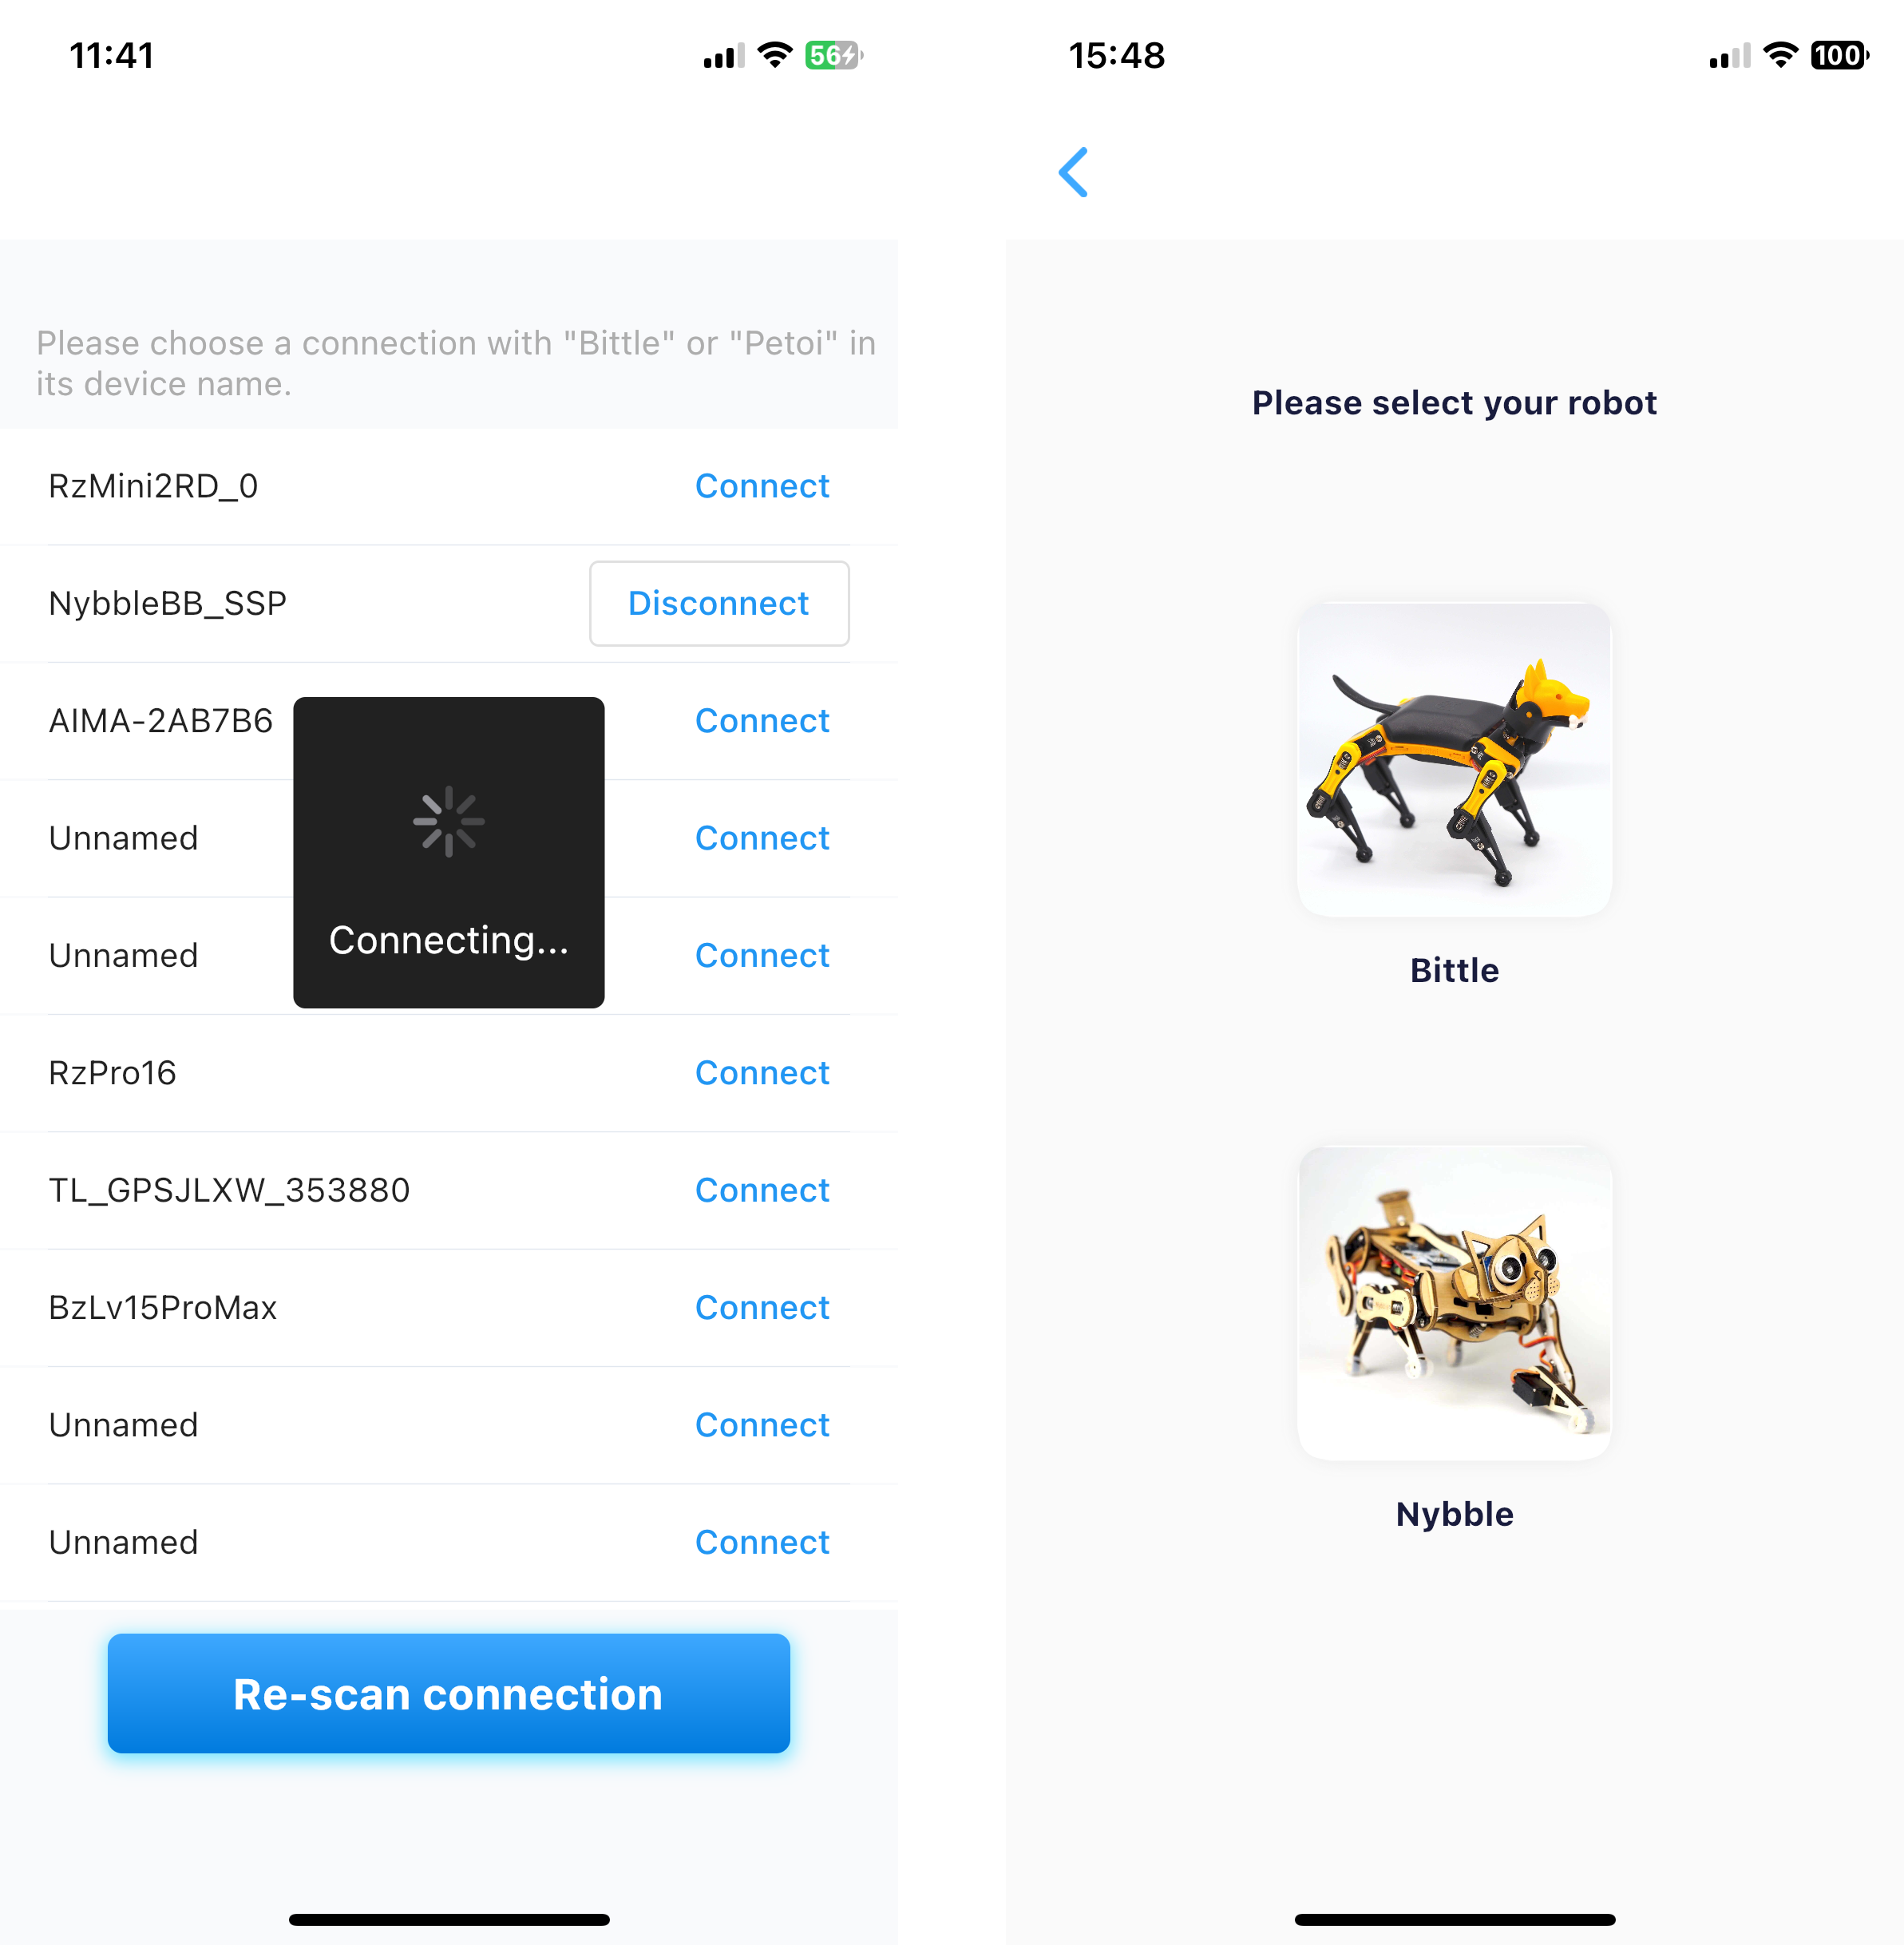 11:41
56
Please choose a connection with "Bittle" or "Petoi" in
its device name.
RzMini2RD_0 Connect
NybbleBB_SSP Disconnect
AIMA-2AB7B6 Connect
Unnamed Connect
Unnamed Connect
Connecting...
RzPro16 Connect
TL_GPSJLXW_353880 Connect
BzLv15ProMax Connect
Unnamed Connect
Unnamed Connect
Re-scan connection
15:48
100
Please select your robot
Bittle
Nybble